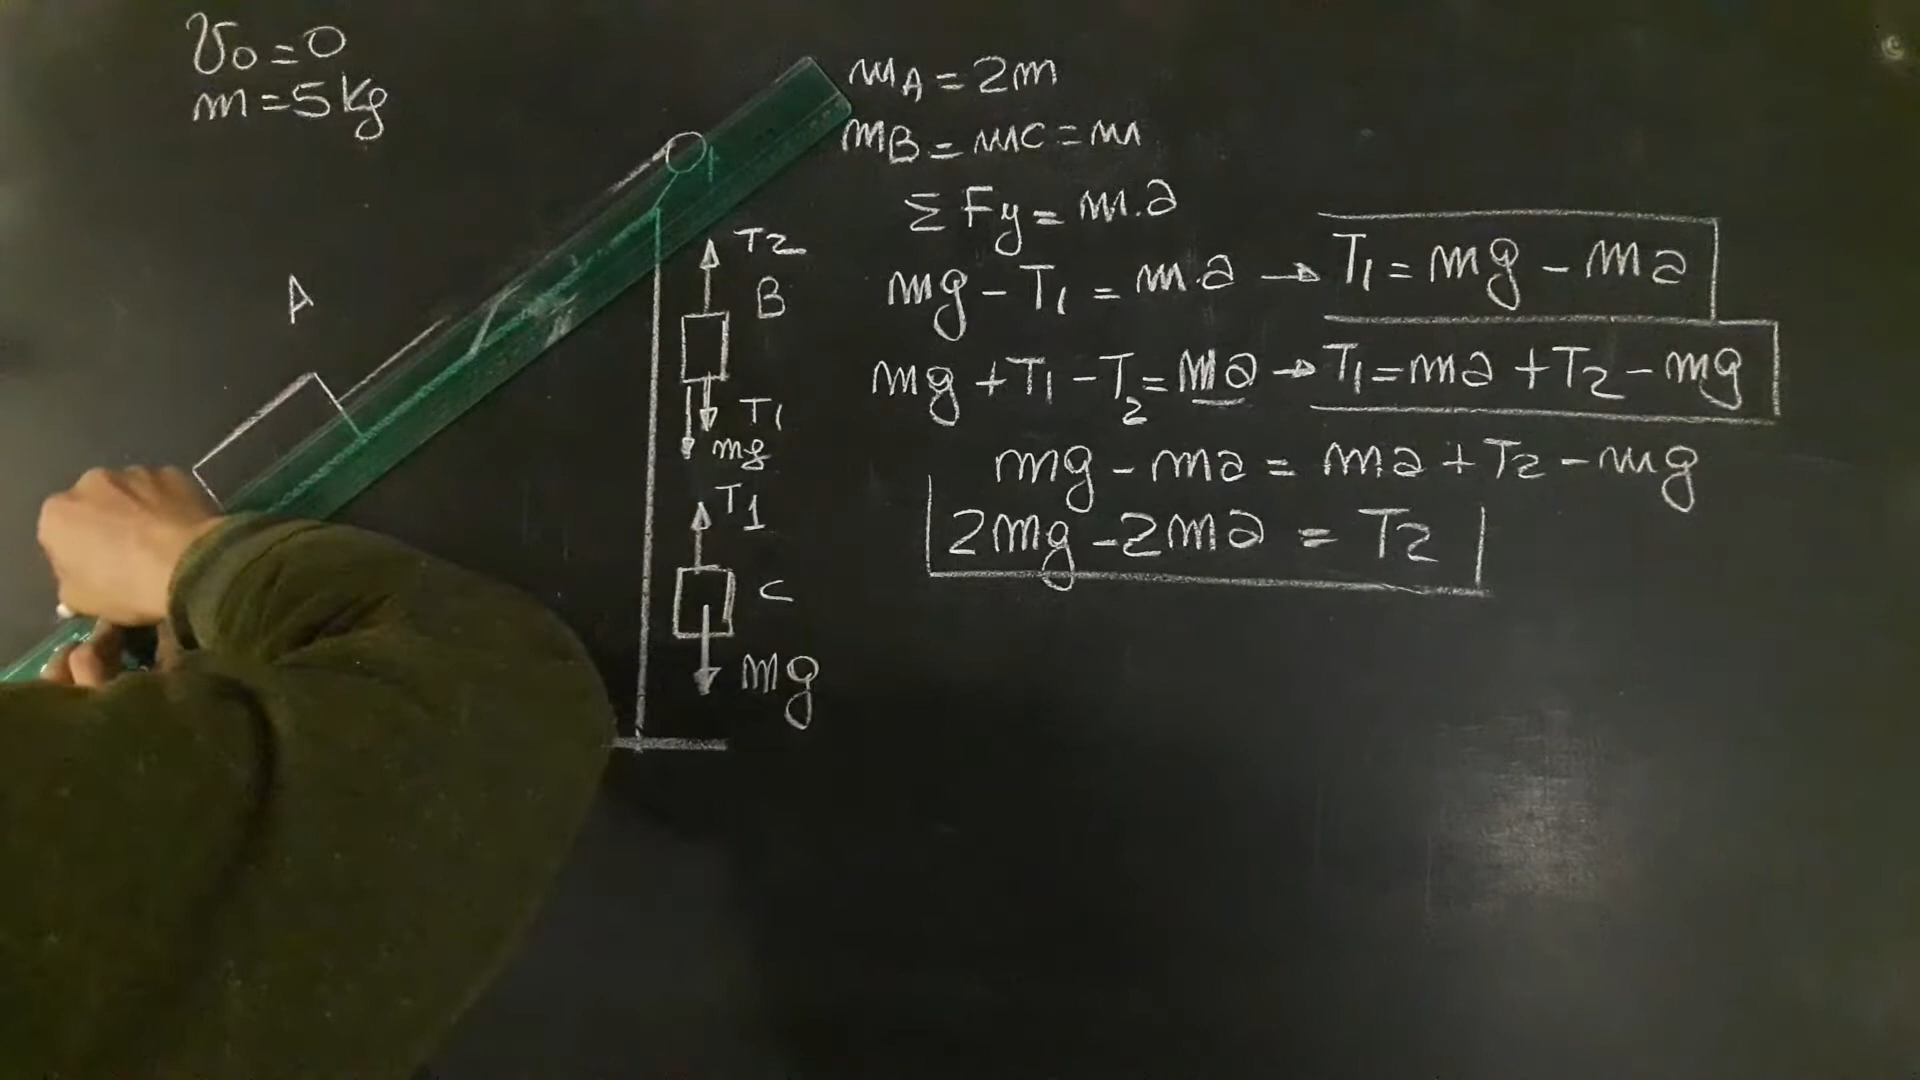 V₀=0
m=5kg
mA=2m
mB=mC=m
ΣFy=m.a
mg-T₁=m.a→T₁=mg-ma
mg+T₁-T₂=ma→T₁=ma+T₂-mg
mg-ma=ma+T₂-mg
2mg-2ma=T₂
A
T₂
B
T₁
mg
T₁
C
mg